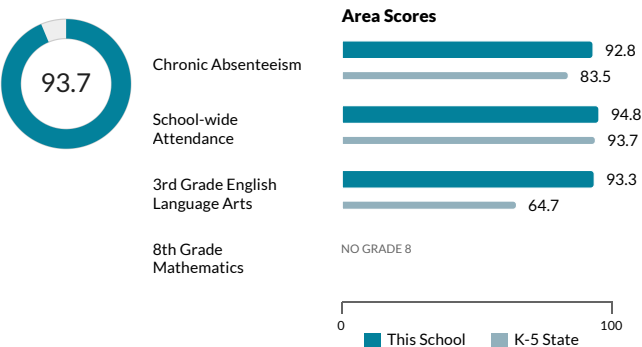 93.7
Area Scores
Chronic Absenteeism
92.8
83.5
School-wide
Attendance
94.8
93.7
3rd Grade English
Language Arts
93.3
64.7
8th Grade
Mathematics
NO GRADE 8
0
100
This School
K-5 State